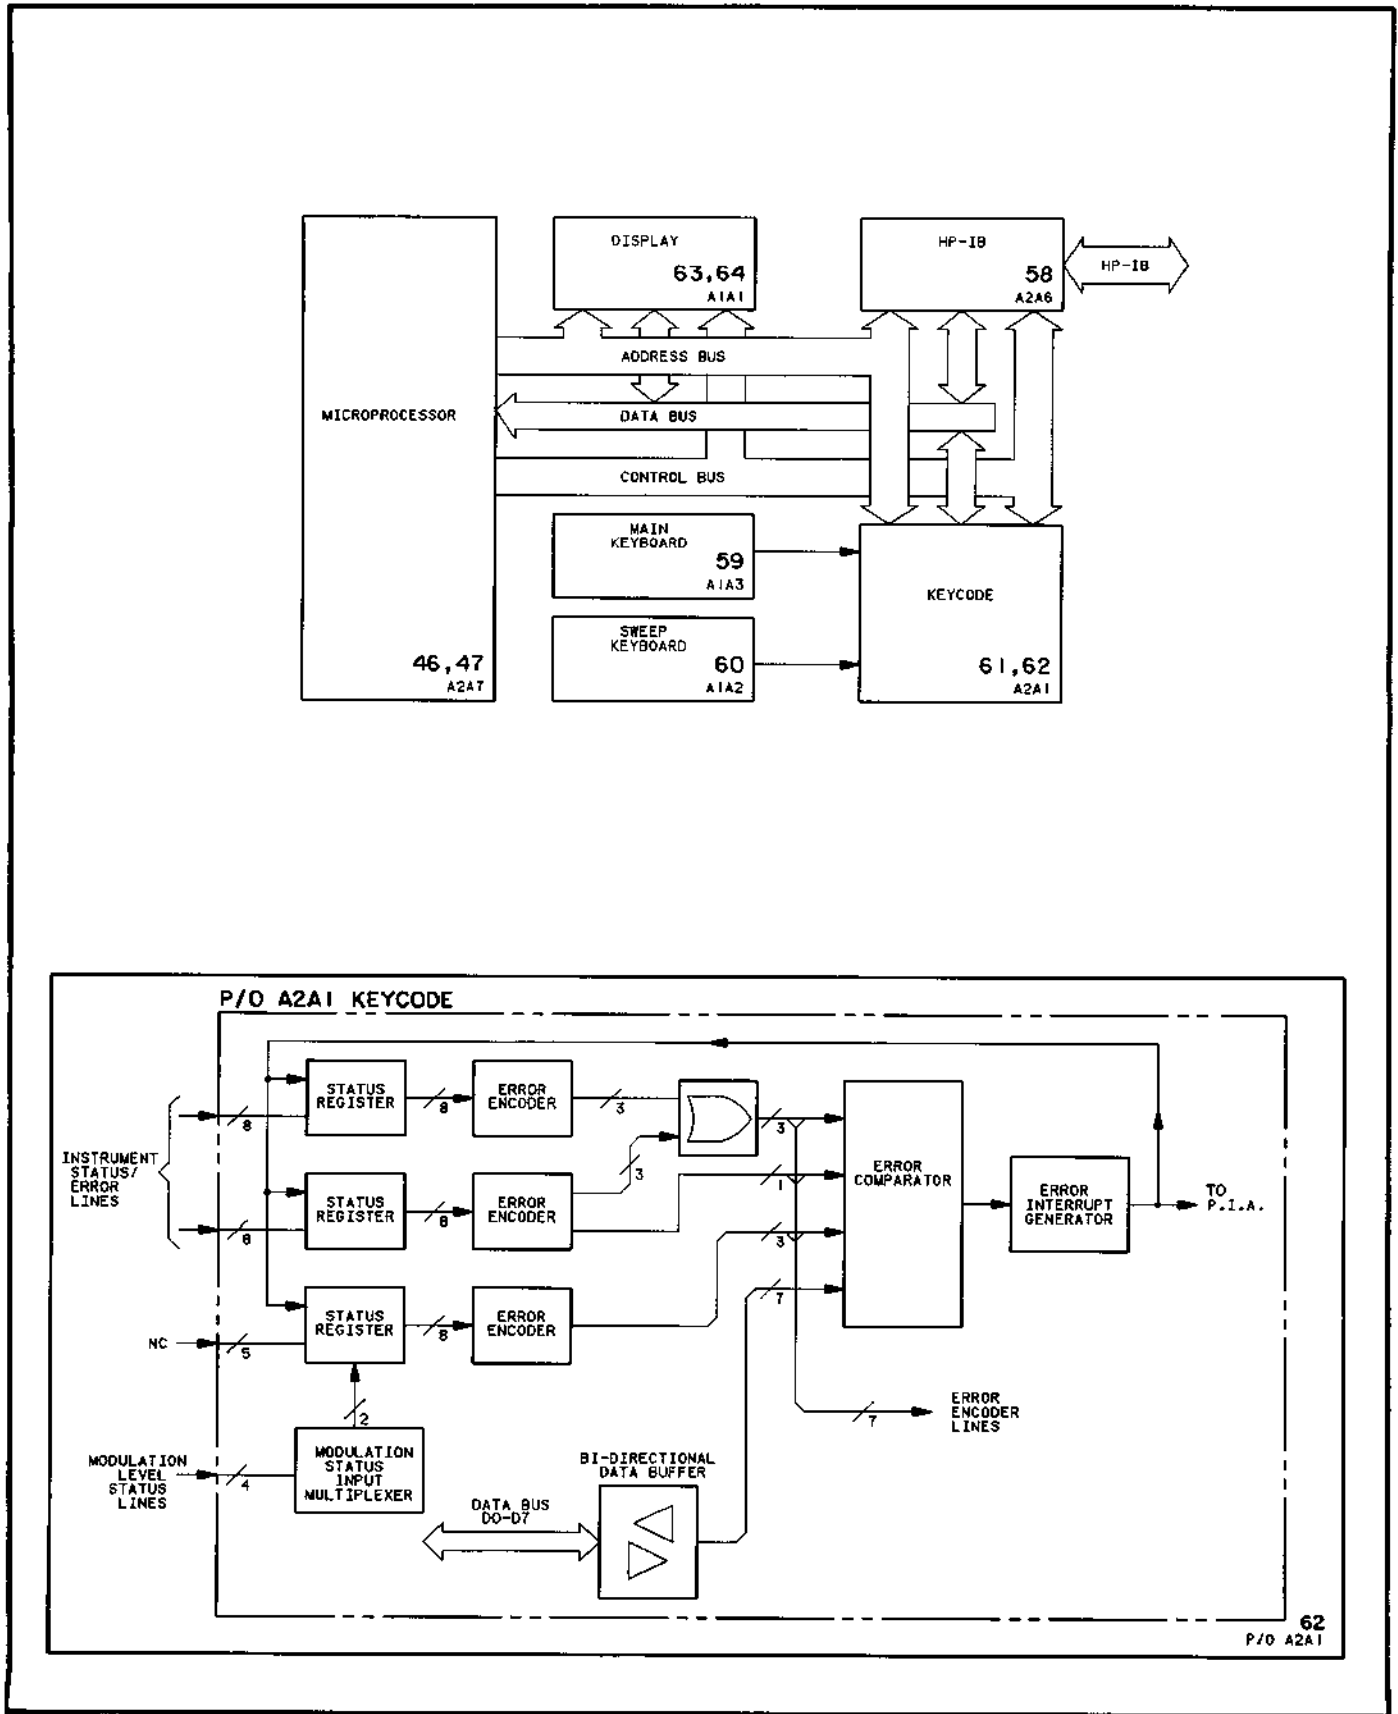 DISPLAY
63,64
A1A1
HP-IB
58
A2A6
HP-IB
ADDRESS BUS
MICROPROCESSOR
DATA BUS
CONTROL BUS
46,47
A2A7
MAIN
KEYBOARD
59
A1A3
SWEEP
KEYBOARD
60
A1A2
KEYCODE
61,62
A2A1
P/O A2A1 KEYCODE
INSTRUMENT
STATUS/
ERROR
LINES
8
STATUS
REGISTER
8
ERROR
ENCODER
3
3
8
STATUS
REGISTER
8
ERROR
ENCODER
3
1
NC
5
STATUS
REGISTER
8
ERROR
ENCODER
3
7
ERROR
COMPARATOR
ERROR
INTERRUPT
GENERATOR
TO
P.I.A.
2
MODULATION
LEVEL
STATUS
LINES
4
MODULATION
STATUS
INPUT
MULTIPLEXER
DATA BUS
D0-D7
BI-DIRECTIONAL
DATA BUFFER
7
ERROR
ENCODER
LINES
62
P/O A2A1